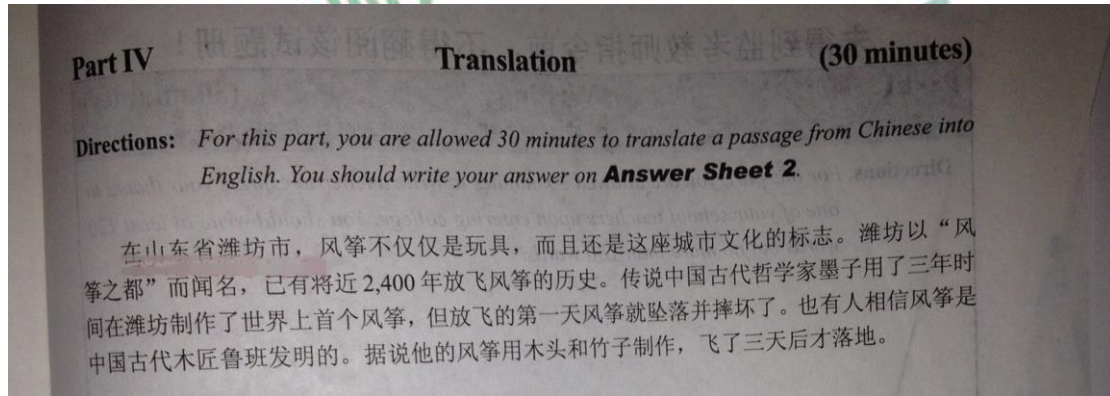 Part IV Translation (30 minutes)
Directions: For this part, you are allowed 30 minutes to translate a passage from Chinese into
English. You should write your answer on Answer Sheet 2.
在山东省潍坊市，风筝不仅仅是玩具，而且还是这座城市文化的标志。潍坊以“风
筝之都”而闻名，已有将近2,400年放飞风筝的历史。传说中国古代哲学家墨子用了三年时
间在潍坊制作了世界上首个风筝，但放飞的第一天风筝就坠落并摔坏了。也有人相信风筝是
中国古代木匠鲁班发明的。据说他的风筝用木头和竹子制作，飞了三天后才落地。